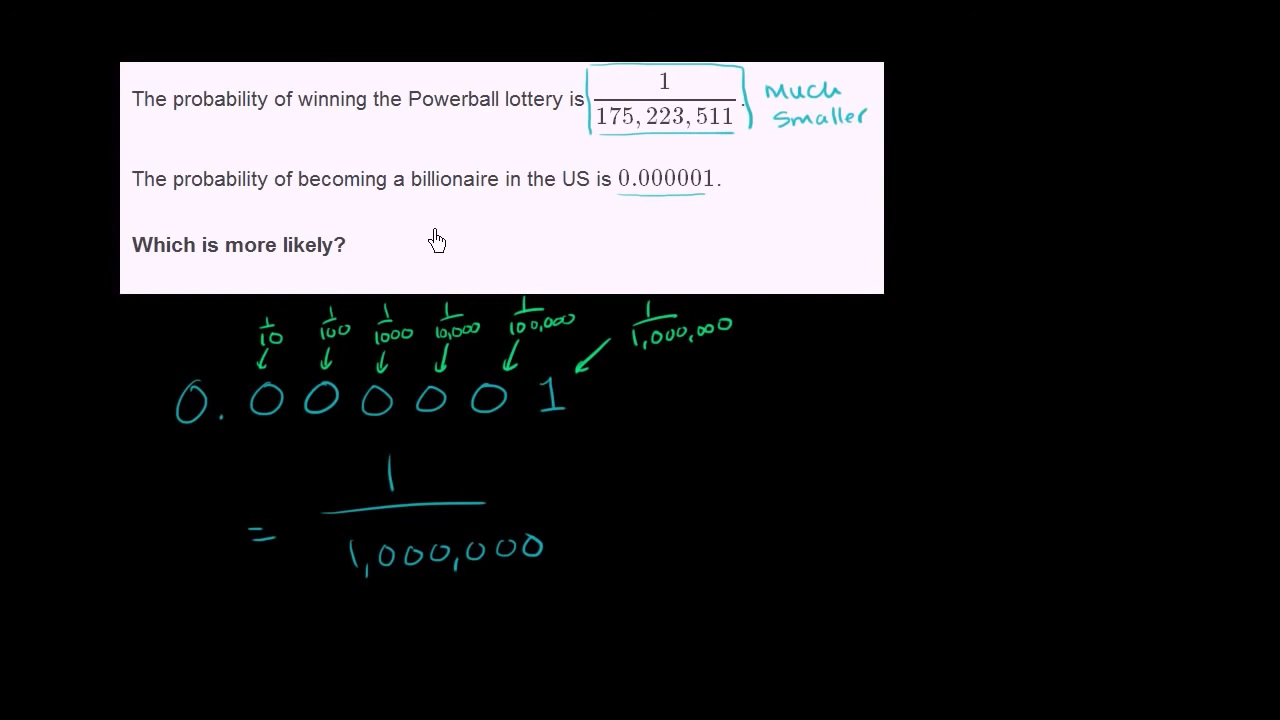 The probability of winning the Powerball lottery is 1/175,223,511.
Much
smaller
The probability of becoming a billionaire in the US is 0.000001.
Which is more likely?
1/10 1/100 1/1000 1/10,000 1/100,000 1/1,000,000
0.000001
= 1/1,000,000